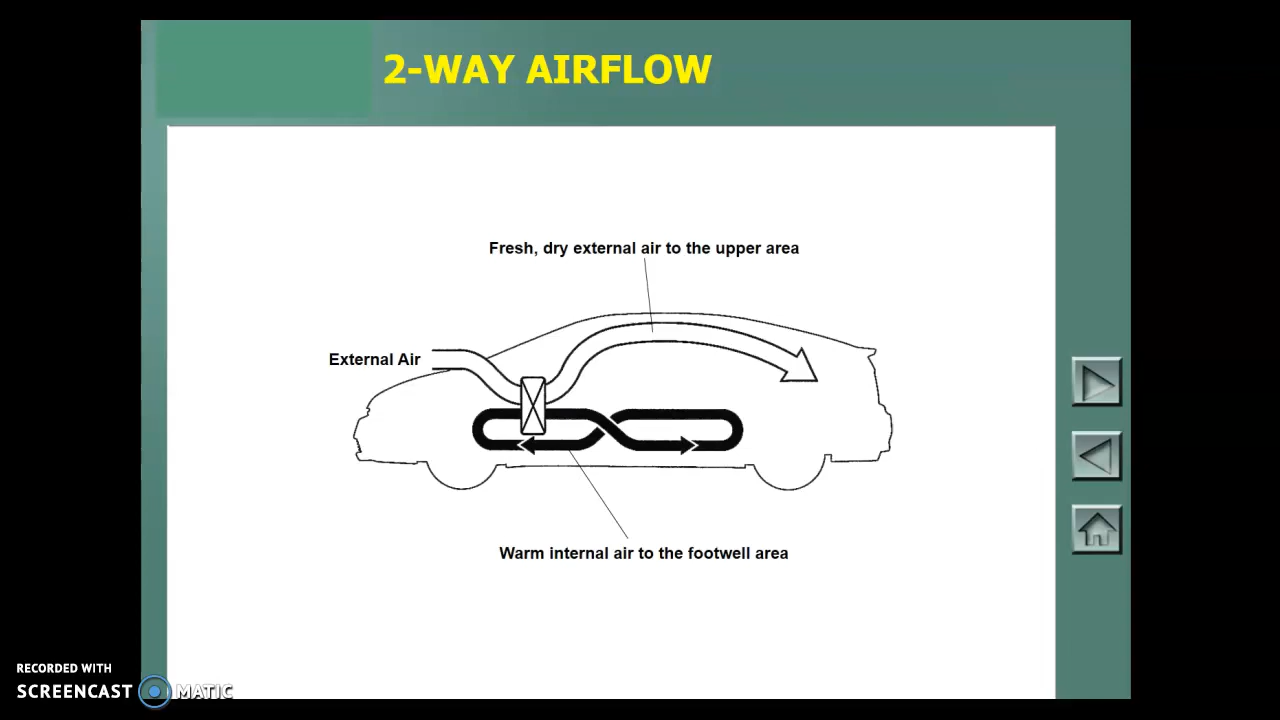 2-WAY AIRFLOW
Fresh, dry external air to the upper area
External Air
Warm internal air to the footwell area
RECORDED WITH
SCREENCAST MATIC